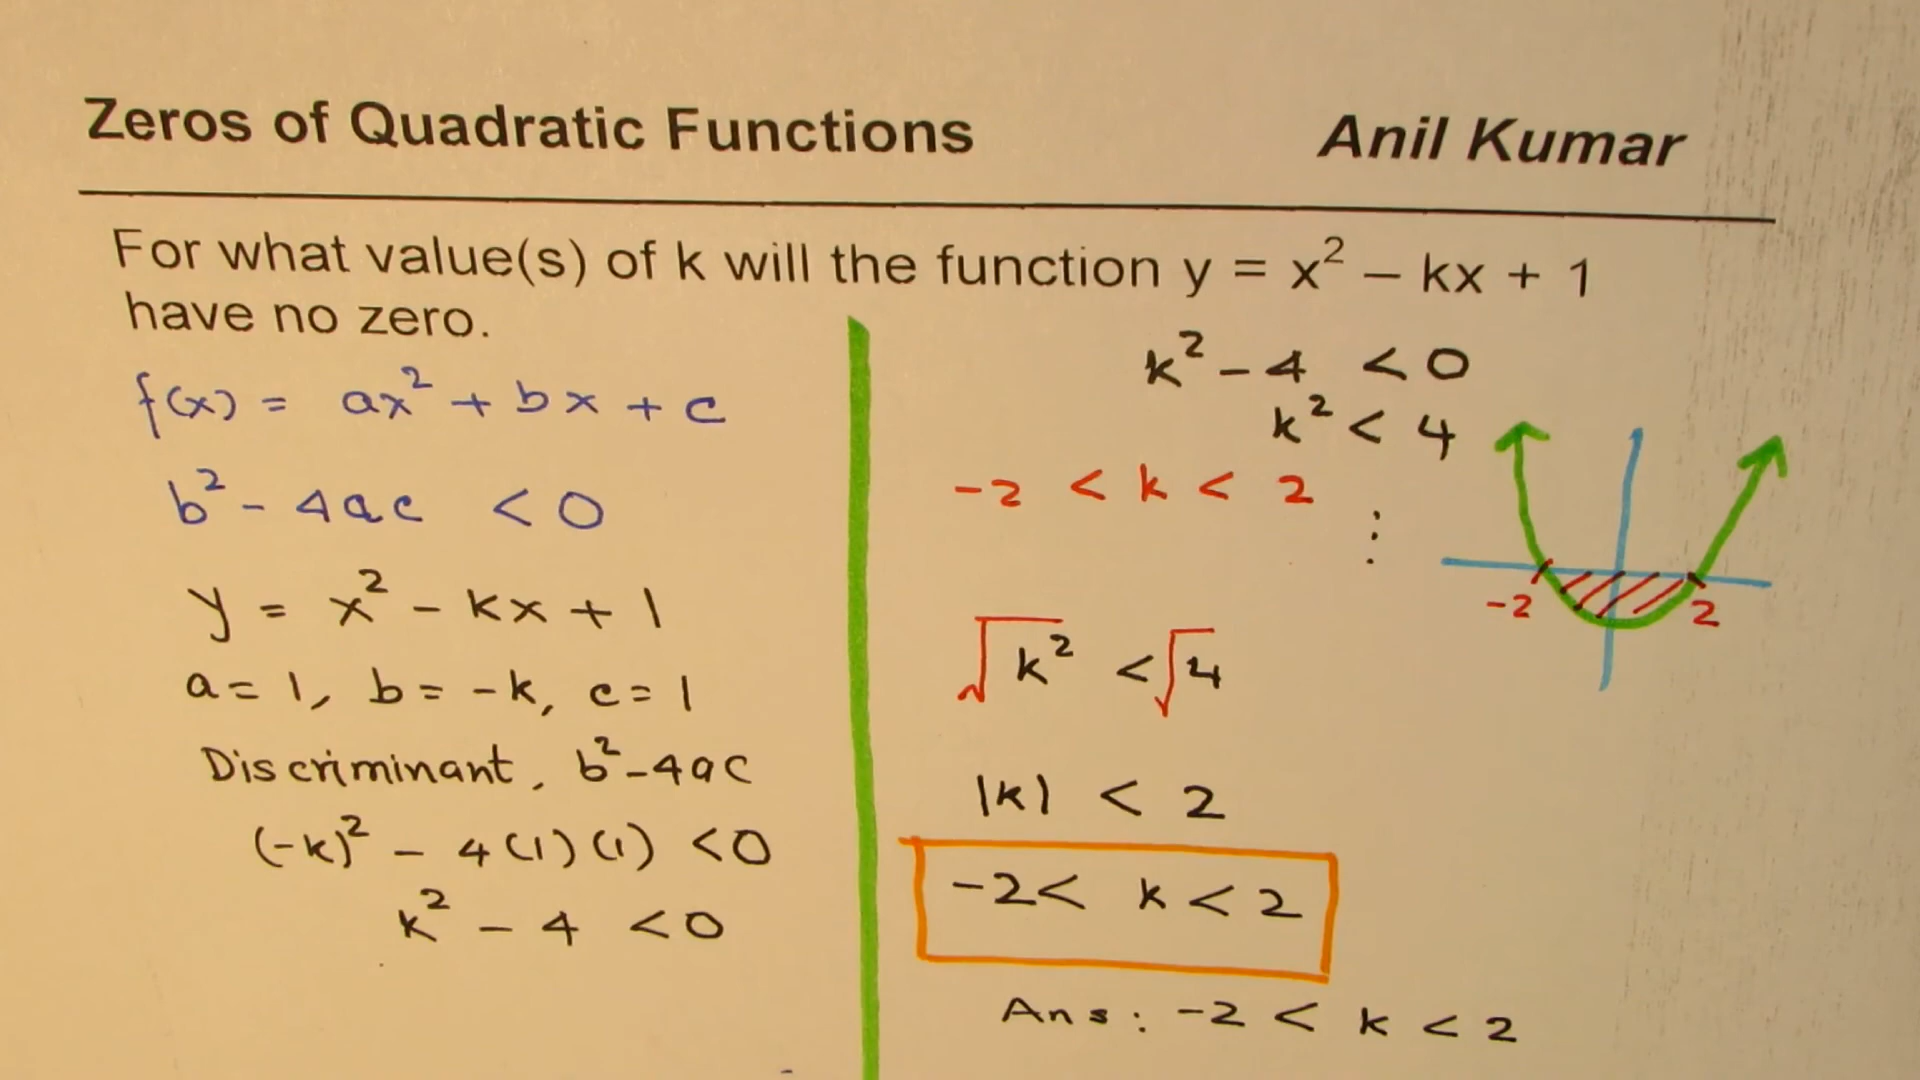 Zeros of Quadratic Functions
Anil Kumar
For what value(s) of k will the function y = x² – kx + 1
have no zero.
f(x) = ax² + bx + c
b² - 4ac < 0
y = x² - kx + 1
a = 1, b = -k, c = 1
Discriminant, b² - 4ac
(-k)² - 4(1)(1) < 0
k² - 4 < 0
k² - 4 < 0
k² < 4
-2 < k < 2
-2 2
√k² < √4
|k| < 2
-2 < k < 2
Ans: -2 < k < 2